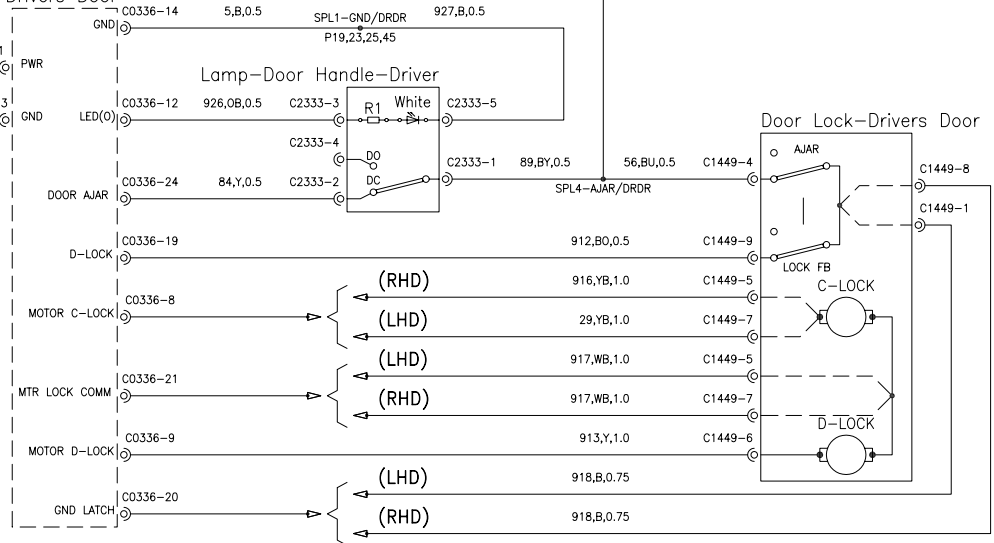 Drivers Door
C0336-14 5,B,0.5 SPL1-GND/DRDR 927,B,0.5
GND
P19,23,25,45
PWR
Lamp-Door Handle-Driver
3
GND LED(O) C0336-12 926,OB,0.5 C2333-3 R1 White C2333-5
Door Lock-Drivers Door
C2333-4
DO
AJAR
DOOR AJAR C0336-24 84,Y,0.5 C2333-2 DC C2333-1 89,BY,0.5 56,BU,0.5 C1449-4
SPL4-AJAR/DRDR
C1449-8
C1449-1
D-LOCK C0336-19 912,BO,0.5 C1449-9
LOCK FB
(RHD) 916,YB,1.0 C1449-5
C-LOCK
MOTOR C-LOCK C0336-8
(LHD) 29,YB,1.0 C1449-7
(LHD) 917,WB,1.0 C1449-5
MTR LOCK COMM C0336-21
(RHD) 917,WB,1.0 C1449-7
D-LOCK
MOTOR D-LOCK C0336-9 913,Y,1.0 C1449-6
(LHD) 918,B,0.75
GND LATCH C0336-20
(RHD) 918,B,0.75